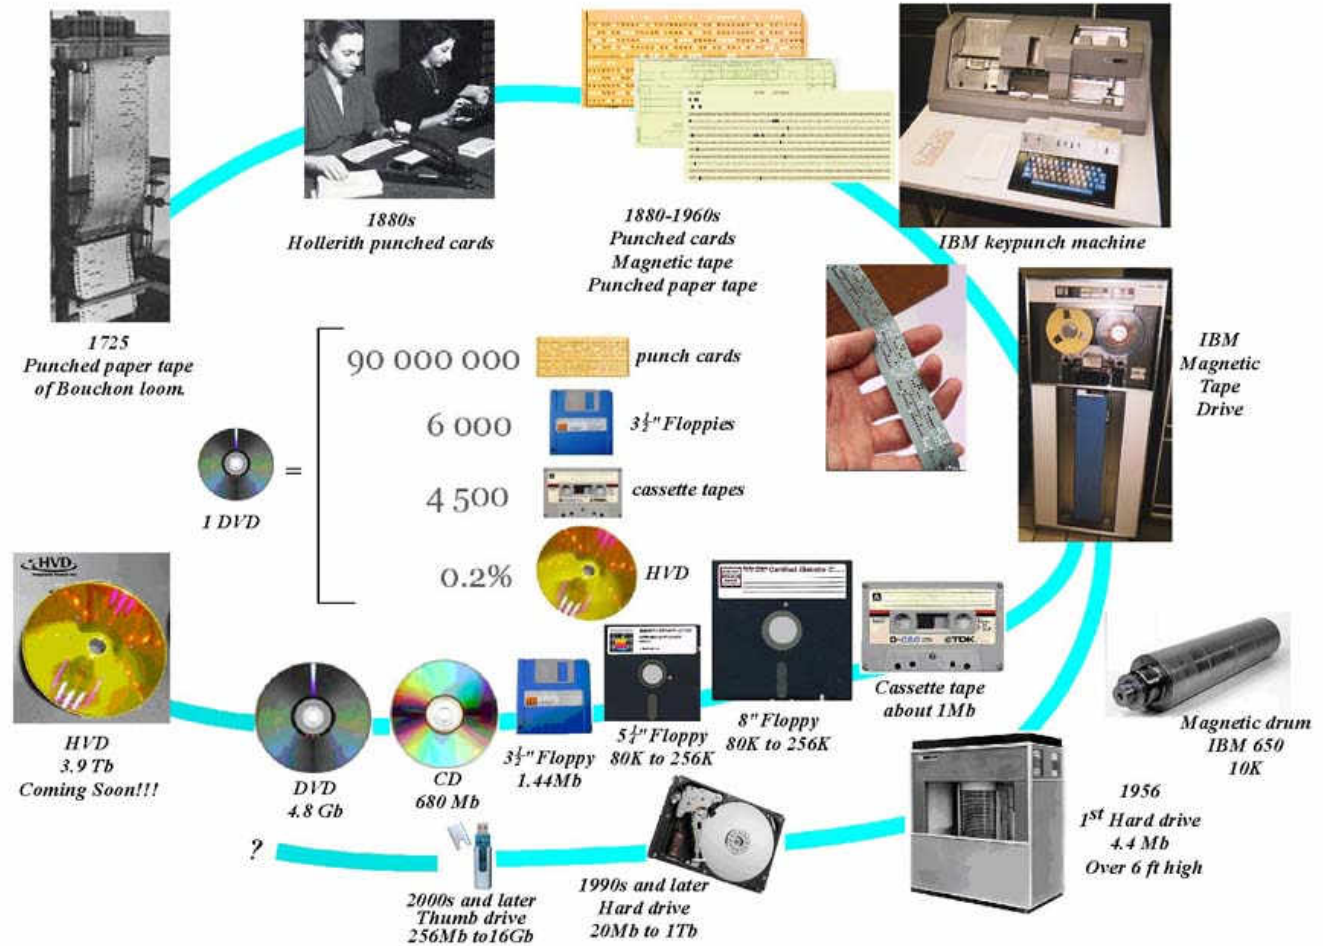 1725
Punched paper tape
of Bouchon loom.
1880s
Hollerith punched cards
1880-1960s
Punched cards
Magnetic tape
Punched paper tape
IBM keypunch machine
IBM
Magnetic
Tape
Drive
1 DVD
=
90 000 000
punch cards
6 000
3½" Floppies
4 500
cassette tapes
0.2%
HVD
HVD
HVD
3.9 Tb
Coming Soon!!!
DVD
4.8 Gb
CD
680 Mb
3½" Floppy
1.44Mb
5¼" Floppy
80K to 256K
8" Floppy
80K to 256K
A
D-C60
TDK
Cassette tape
about 1Mb
Magnetic drum
IBM 650
10K
1956
1st Hard drive
4.4 Mb
Over 6 ft high
1990s and later
Hard drive
20Mb to 1Tb
2000s and later
Thumb drive
256Mb to16Gb
?